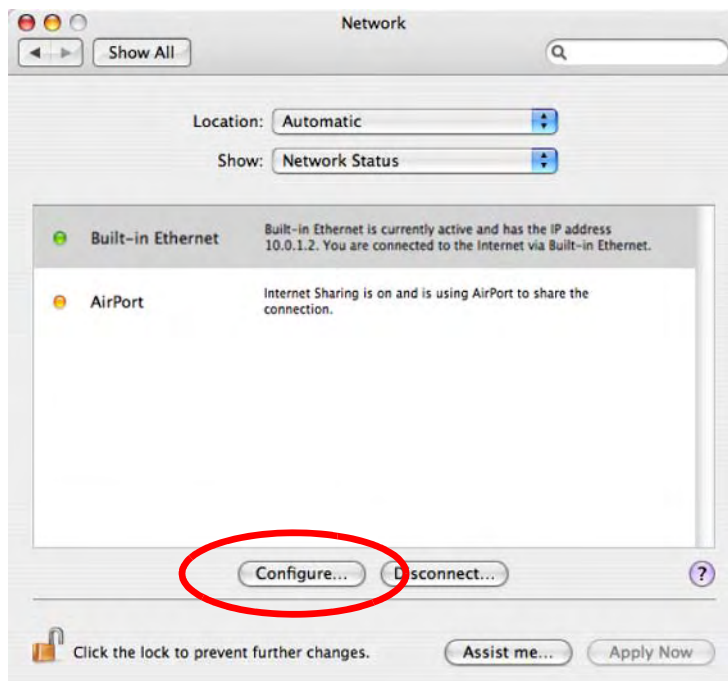 Network
Show All
Location: Automatic
Show: Network Status
Built-in Ethernet
Built-in Ethernet is currently active and has the IP address
10.0.1.2. You are connected to the Internet via Built-in Ethernet.
AirPort
Internet Sharing is on and is using AirPort to share the
connection.
Configure... Disconnect... ?
Click the lock to prevent further changes. Assist me... Apply Now